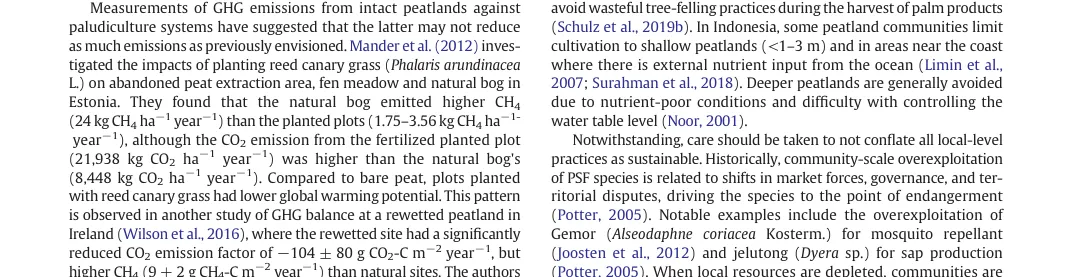 Measurements of GHG emissions from intact peatlands against
paludiculture systems have suggested that the latter may not reduce
as much emissions as previously envisioned. Mander et al. (2012) inves-
tigated the impacts of planting reed canary grass (Phalaris arundinacea
L.) on abandoned peat extraction area, fen meadow and natural bog in
Estonia. They found that the natural bog emitted higher CH₄
(24 kg CH₄ ha⁻¹ year⁻¹) than the planted plots (1.75–3.56 kg CH₄ ha⁻¹⁻
year⁻¹), although the CO₂ emission from the fertilized planted plot
(21,938 kg CO₂ ha⁻¹ year⁻¹) was higher than the natural bog's
(8,448 kg CO₂ ha⁻¹ year⁻¹). Compared to bare peat, plots planted
with reed canary grass had lower global warming potential. This pattern
is observed in another study of GHG balance at a rewetted peatland in
Ireland (Wilson et al., 2016), where the rewetted site had a significantly
reduced CO₂ emission factor of −104 ± 80 g CO₂-C m⁻² year⁻¹, but
higher CH₄ (9 ± 2 g CH₄-C m⁻² year⁻¹) than natural sites. The authors
avoid wasteful tree-felling practices during the harvest of palm products
(Schulz et al., 2019b). In Indonesia, some peatland communities limit
cultivation to shallow peatlands (<1–3 m) and in areas near the coast
where there is external nutrient input from the ocean (Limin et al.,
2007; Surahman et al., 2018). Deeper peatlands are generally avoided
due to nutrient-poor conditions and difficulty with controlling the
water table level (Noor, 2001).
Notwithstanding, care should be taken to not conflate all local-level
practices as sustainable. Historically, community-scale overexploitation
of PSF species is related to shifts in market forces, governance, and ter-
ritorial disputes, driving the species to the point of endangerment
(Potter, 2005). Notable examples include the overexploitation of
Gemor (Alseodaphne coriacea Kosterm.) for mosquito repellant
(Joosten et al., 2012) and jelutong (Dyera sp.) for sap production
(Potter, 2005). When local resources are depleted, communities are